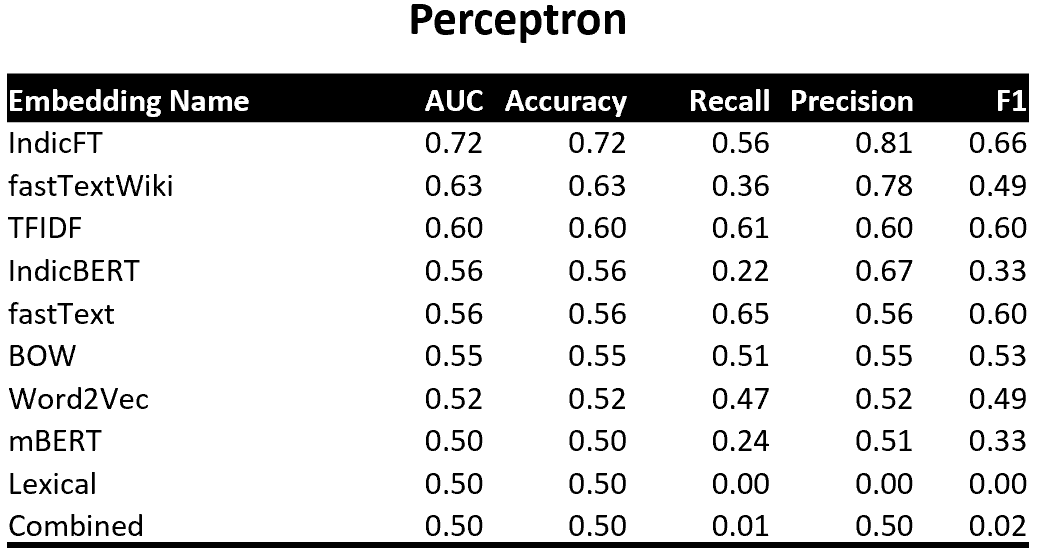 Perceptron
Embedding Name AUC Accuracy Recall Precision F1
IndicFT 0.72 0.72 0.56 0.81 0.66
fastTextWiki 0.63 0.63 0.36 0.78 0.49
TFIDF 0.60 0.60 0.61 0.60 0.60
IndicBERT 0.56 0.56 0.22 0.67 0.33
fastText 0.56 0.56 0.65 0.56 0.60
BOW 0.55 0.55 0.51 0.55 0.53
Word2Vec 0.52 0.52 0.47 0.52 0.49
mBERT 0.50 0.50 0.24 0.51 0.33
Lexical 0.50 0.50 0.00 0.00 0.00
Combined 0.50 0.50 0.01 0.50 0.02